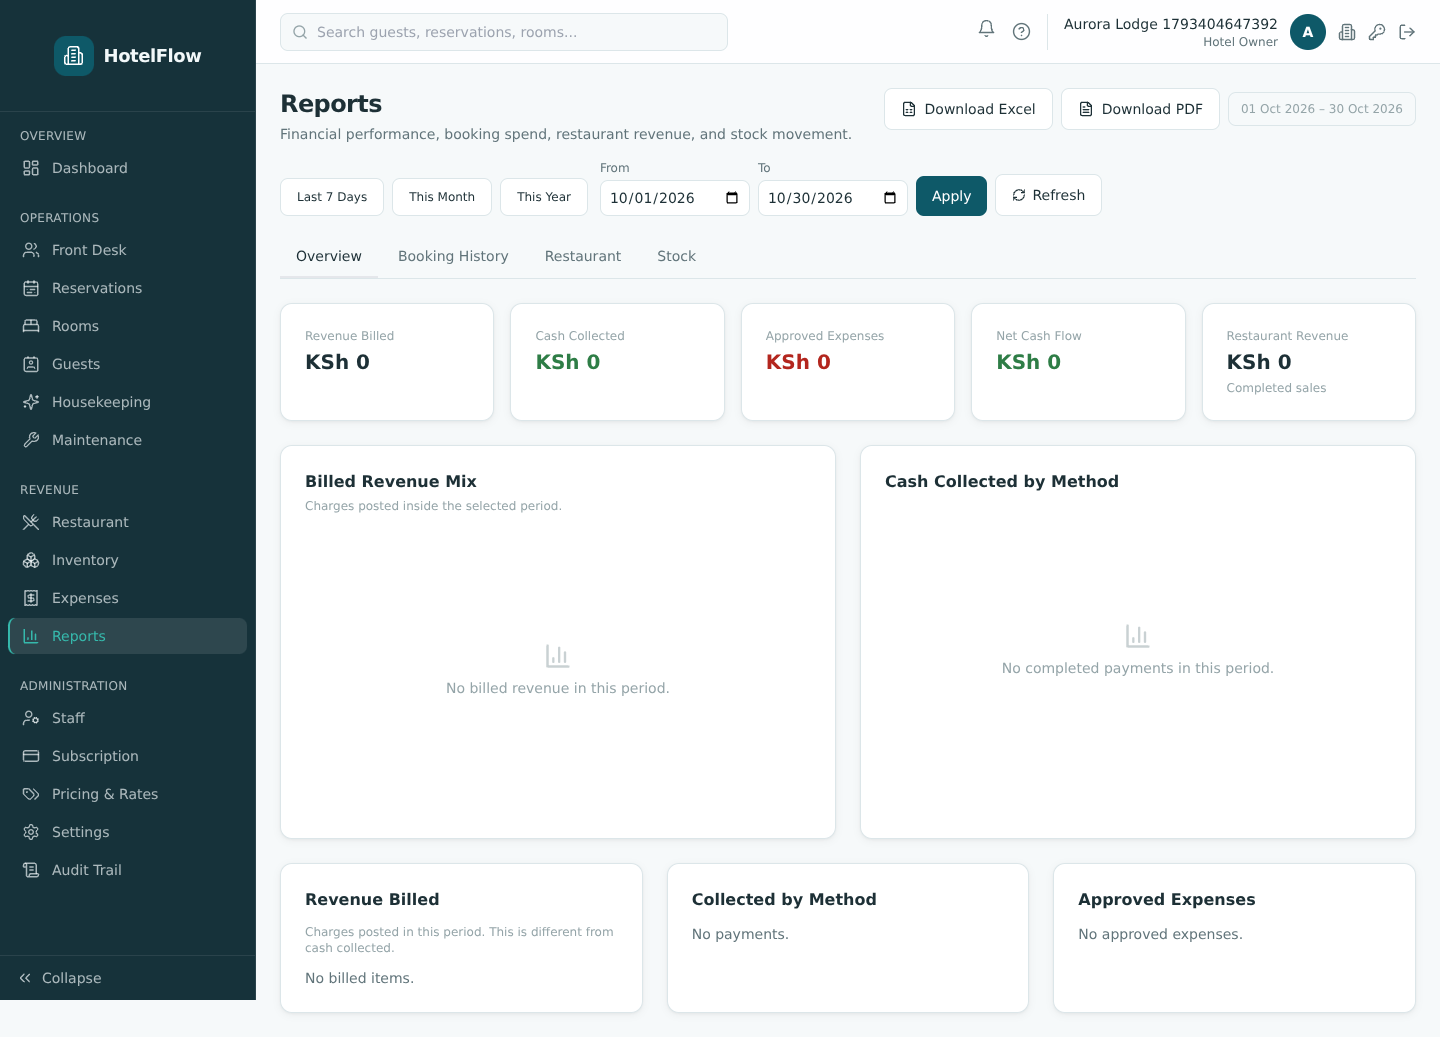 HotelFlow
OVERVIEW
Dashboard
OPERATIONS
Front Desk
Reservations
Rooms
Guests
Housekeeping
Maintenance
REVENUE
Restaurant
Inventory
Expenses
Reports
ADMINISTRATION
Staff
Subscription
Pricing & Rates
Settings
Audit Trail
Collapse
Search guests, reservations, rooms...
Aurora Lodge 1793404647392
Hotel Owner
A
Reports
Financial performance, booking spend, restaurant revenue, and stock movement.
Download Excel
Download PDF
01 Oct 2026 – 30 Oct 2026
Last 7 Days
This Month
This Year
From
10/01/2026
To
10/30/2026
Apply
Refresh
Overview
Booking History
Restaurant
Stock
Revenue Billed
KSh 0
Cash Collected
KSh 0
Approved Expenses
KSh 0
Net Cash Flow
KSh 0
Restaurant Revenue
KSh 0
Completed sales
Billed Revenue Mix
Charges posted inside the selected period.
No billed revenue in this period.
Cash Collected by Method
No completed payments in this period.
Revenue Billed
Charges posted in this period. This is different from
cash collected.
No billed items.
Collected by Method
No payments.
Approved Expenses
No approved expenses.